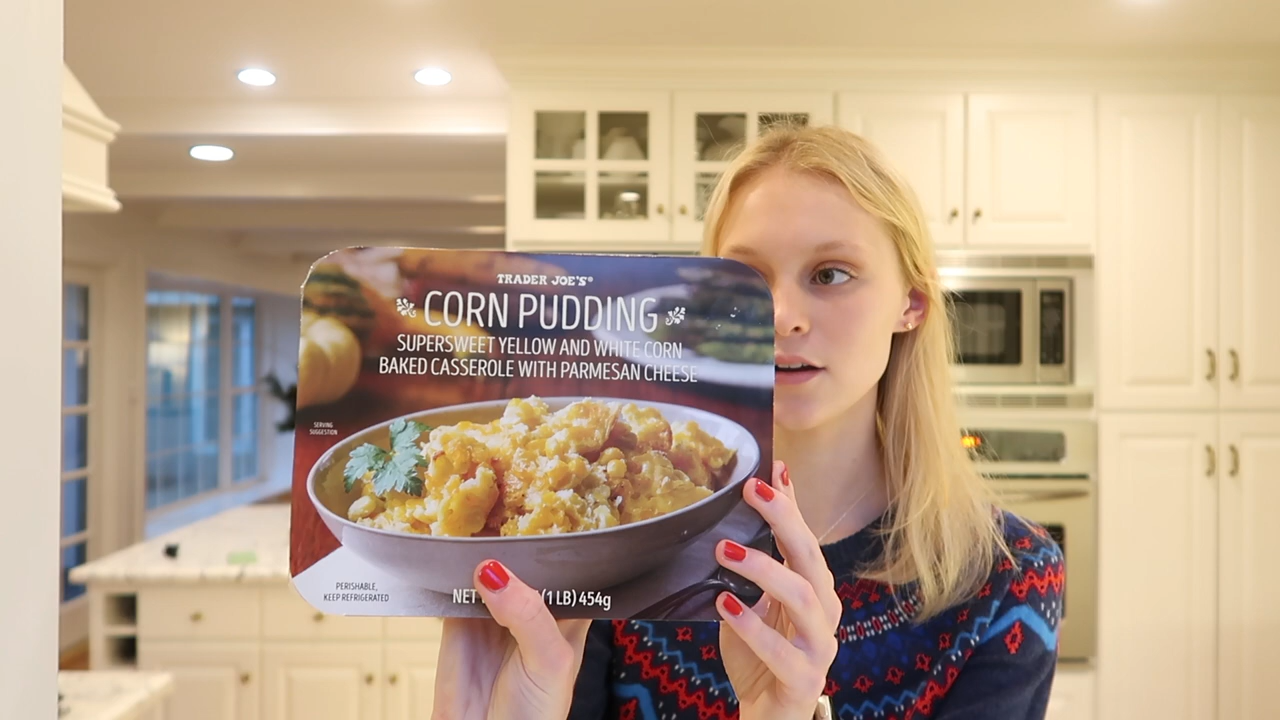 TRADER JOE'S®
CORN PUDDING
SUPERSWEET YELLOW AND WHITE CORN
BAKED CASSEROLE WITH PARMESAN CHEESE
SERVING
SUGGESTION
PERISHABLE,
KEEP REFRIGERATED
NET (1 LB) 454g